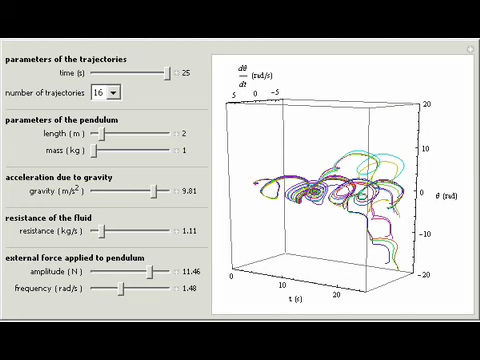 parameters of the trajectories
time (s) 25
number of trajectories 16
parameters of the pendulum
length ( m ) 2
mass ( kg ) 1
acceleration due to gravity
gravity ( m/s² ) 9.81
resistance of the fluid
resistance ( kg/s ) 1.11
external force applied to pendulum
amplitude ( N ) 11.46
frequency ( rad/s ) 1.48
dθ
dt (rad/s)
5 0 -5
20
10
0 θ (rad)
-10
-20
0
10
20
t (s)